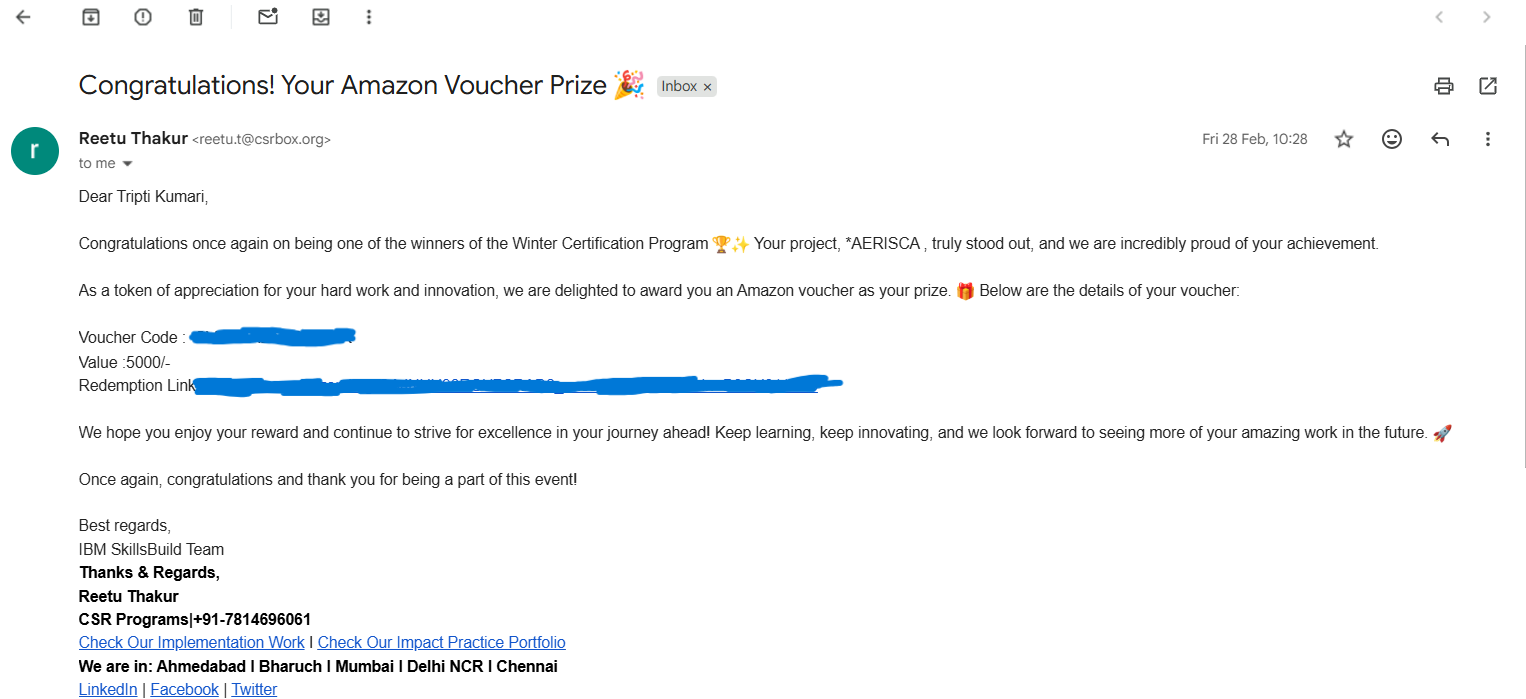 Congratulations! Your Amazon Voucher Prize 🎉 Inbox ×
r
Reetu Thakur <reetu.t@csrbox.org> Fri 28 Feb, 10:28
to me
Dear Tripti Kumari,
Congratulations once again on being one of the winners of the Winter Certification Program 🏆✨ Your project, *AERISCA , truly stood out, and we are incredibly proud of your achievement.
As a token of appreciation for your hard work and innovation, we are delighted to award you an Amazon voucher as your prize. 🎁 Below are the details of your voucher:
Voucher Code :
Value :5000/-
Redemption Link
We hope you enjoy your reward and continue to strive for excellence in your journey ahead! Keep learning, keep innovating, and we look forward to seeing more of your amazing work in the future. 🚀
Once again, congratulations and thank you for being a part of this event!
Best regards,
IBM SkillsBuild Team
Thanks & Regards,
Reetu Thakur
CSR Programs|+91-7814696061
Check Our Implementation Work I Check Our Impact Practice Portfolio
We are in: Ahmedabad I Bharuch I Mumbai I Delhi NCR I Chennai
LinkedIn | Facebook | Twitter